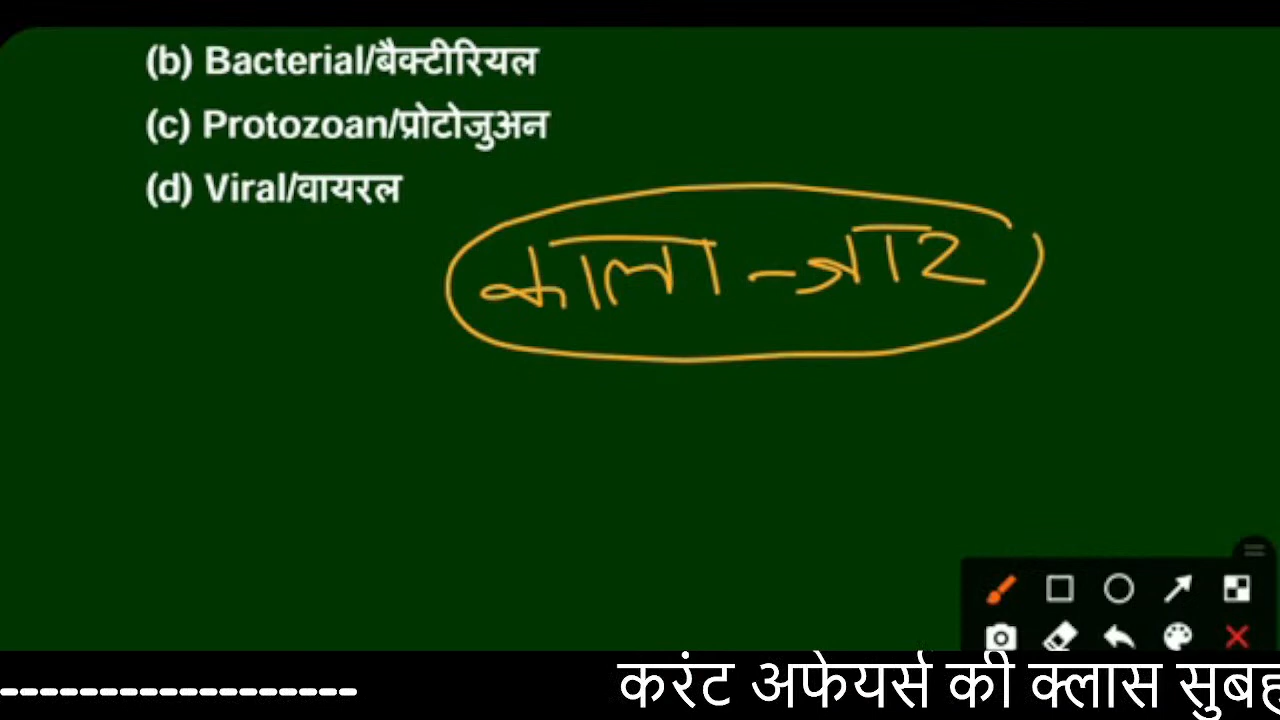 (b) Bacterial/बैक्टीरियल
(c) Protozoan/प्रोटोजुअन
(d) Viral/वायरल
काला-जार
------------------ करंट अफेयर्स की क्लास सुबह